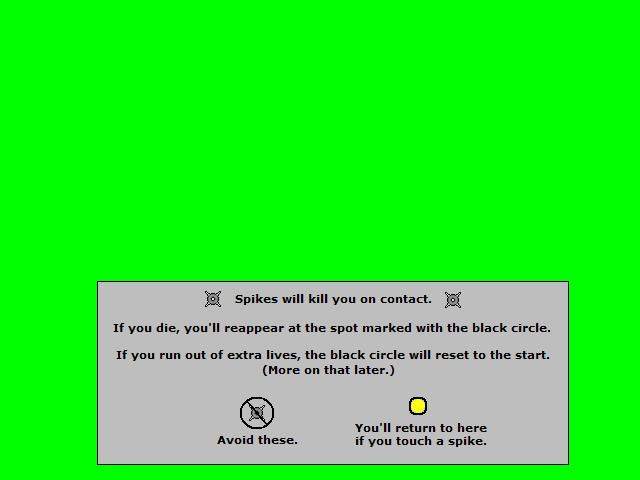 Spikes will kill you on contact.
If you die, you'll reappear at the spot marked with the black circle.
If you run out of extra lives, the black circle will reset to the start.
(More on that later.)
Avoid these.
You'll return to here
if you touch a spike.